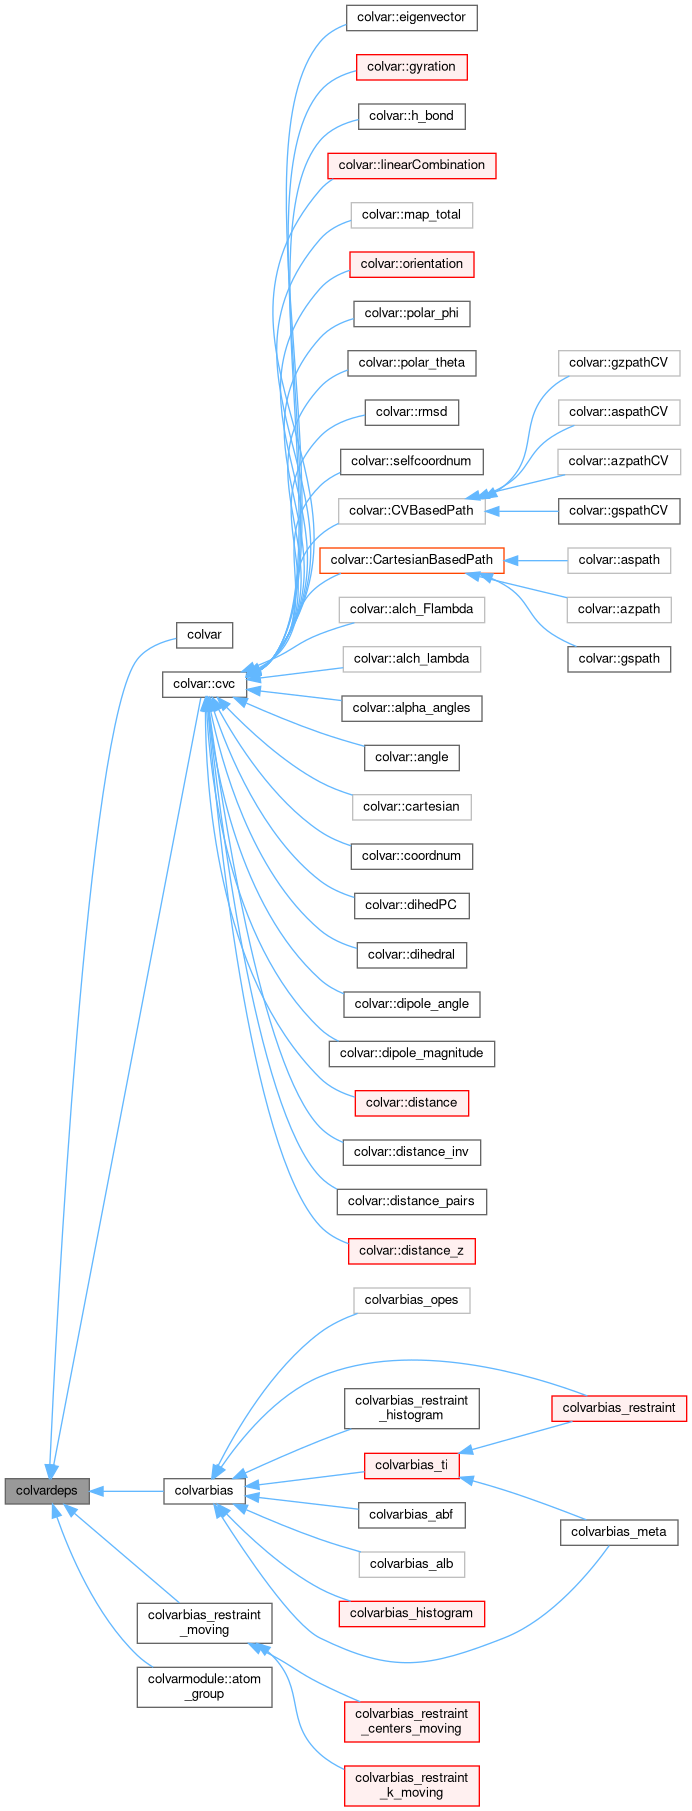 colvar::eigenvector
colvar::gyration
colvar::h_bond
colvar::linearCombination
colvar::map_total
colvar::orientation
colvar::polar_phi
colvar::polar_theta
colvar::gzpathCV
colvar::rmsd
colvar::aspathCV
colvar::selfcoordnum
colvar::azpathCV
colvar::CVBasedPath
colvar::gspathCV
colvar::CartesianBasedPath
colvar::aspath
colvar::alch_Flambda
colvar::azpath
colvar
colvar::alch_lambda
colvar::gspath
colvar::cvc
colvar::alpha_angles
colvar::angle
colvar::cartesian
colvar::coordnum
colvar::dihedPC
colvar::dihedral
colvar::dipole_angle
colvar::dipole_magnitude
colvar::distance
colvar::distance_inv
colvar::distance_pairs
colvar::distance_z
colvarbias_opes
colvarbias_restraint
_histogram
colvarbias_restraint
colvarbias_ti
colvardeps
colvarbias
colvarbias_abf
colvarbias_meta
colvarbias_alb
colvarbias_histogram
colvarbias_restraint
_moving
colvarmodule::atom
_group
colvarbias_restraint
_centers_moving
colvarbias_restraint
_k_moving